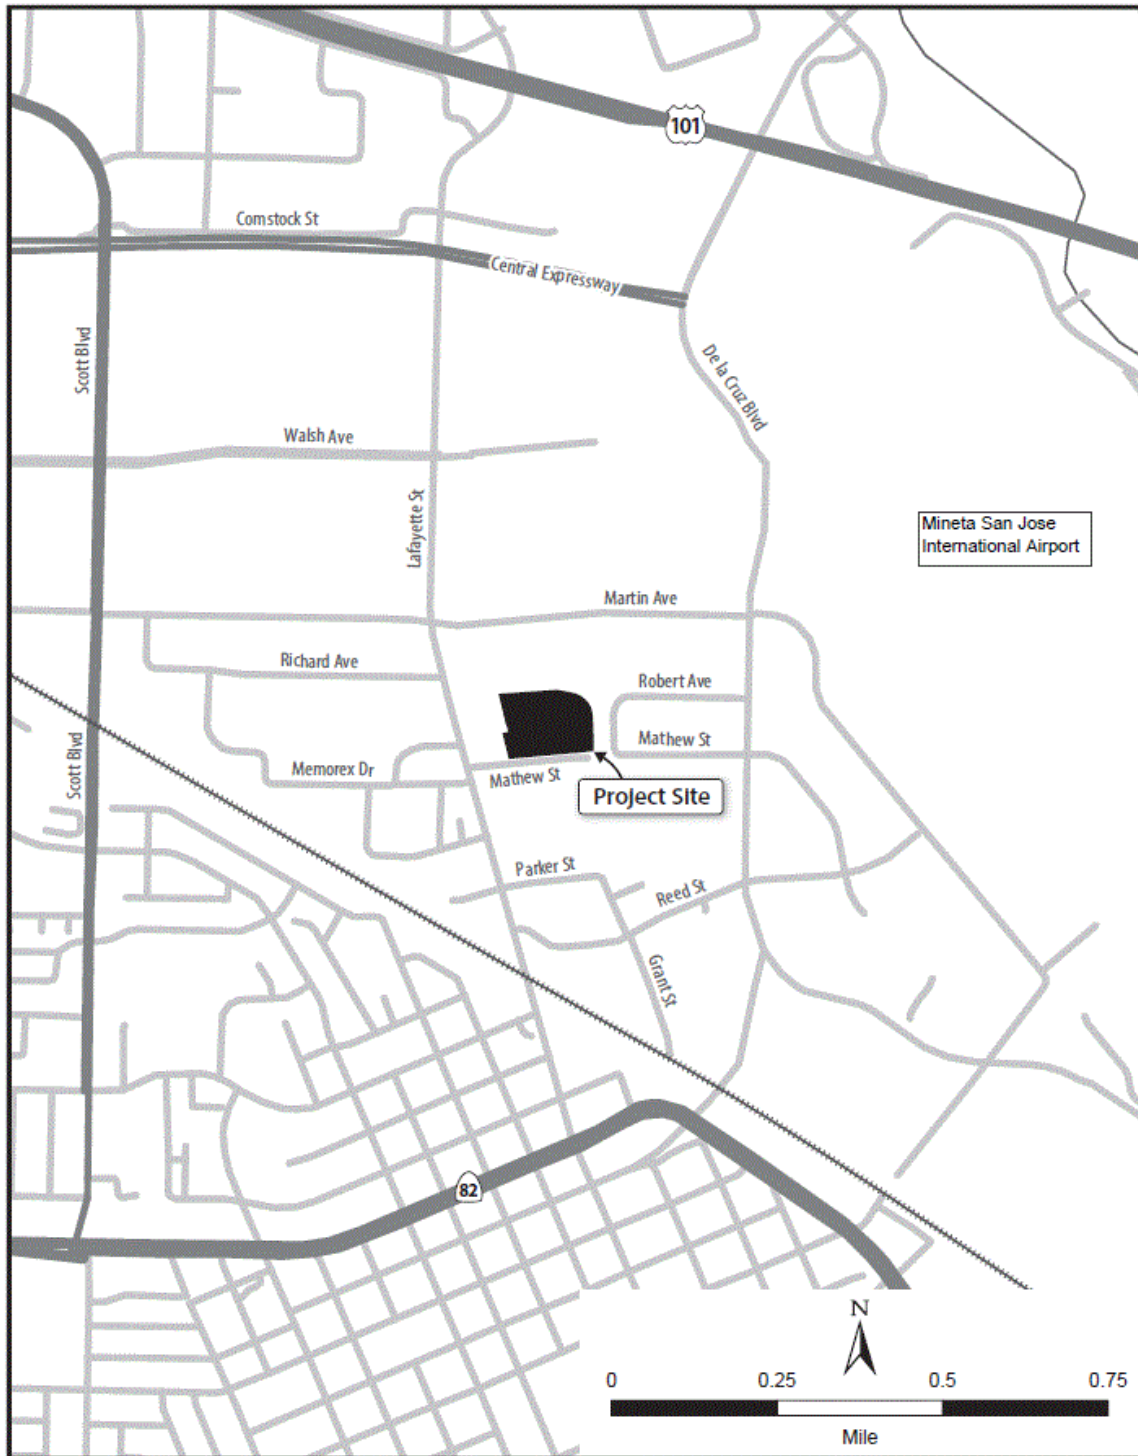 101
Comstock St
Central Expressway
Scott Blvd
De la Cruz Blvd
Walsh Ave
Lafayette St
Mineta San Jose
International Airport
Martin Ave
Richard Ave
Robert Ave
Mathew St
Scott Blvd
Memorex Dr
Mathew St
Project Site
Parker St
Reed St
Grant St
82
N
0 0.25 0.5 0.75
Mile